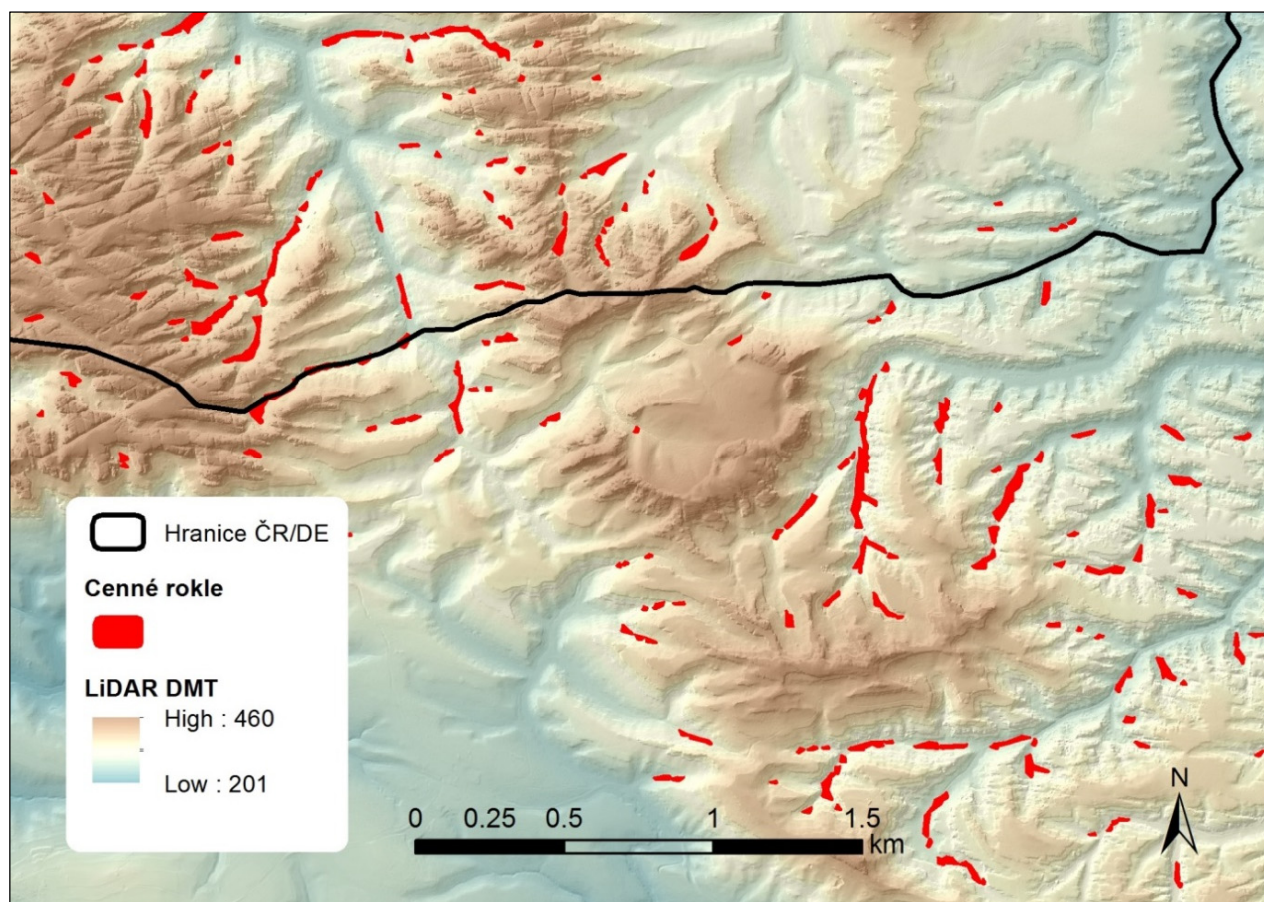 Hranice ČR/DE
Cenné rokle
LiDAR DMT
High : 460
Low : 201
0 0.25 0.5 1 1.5
km
N